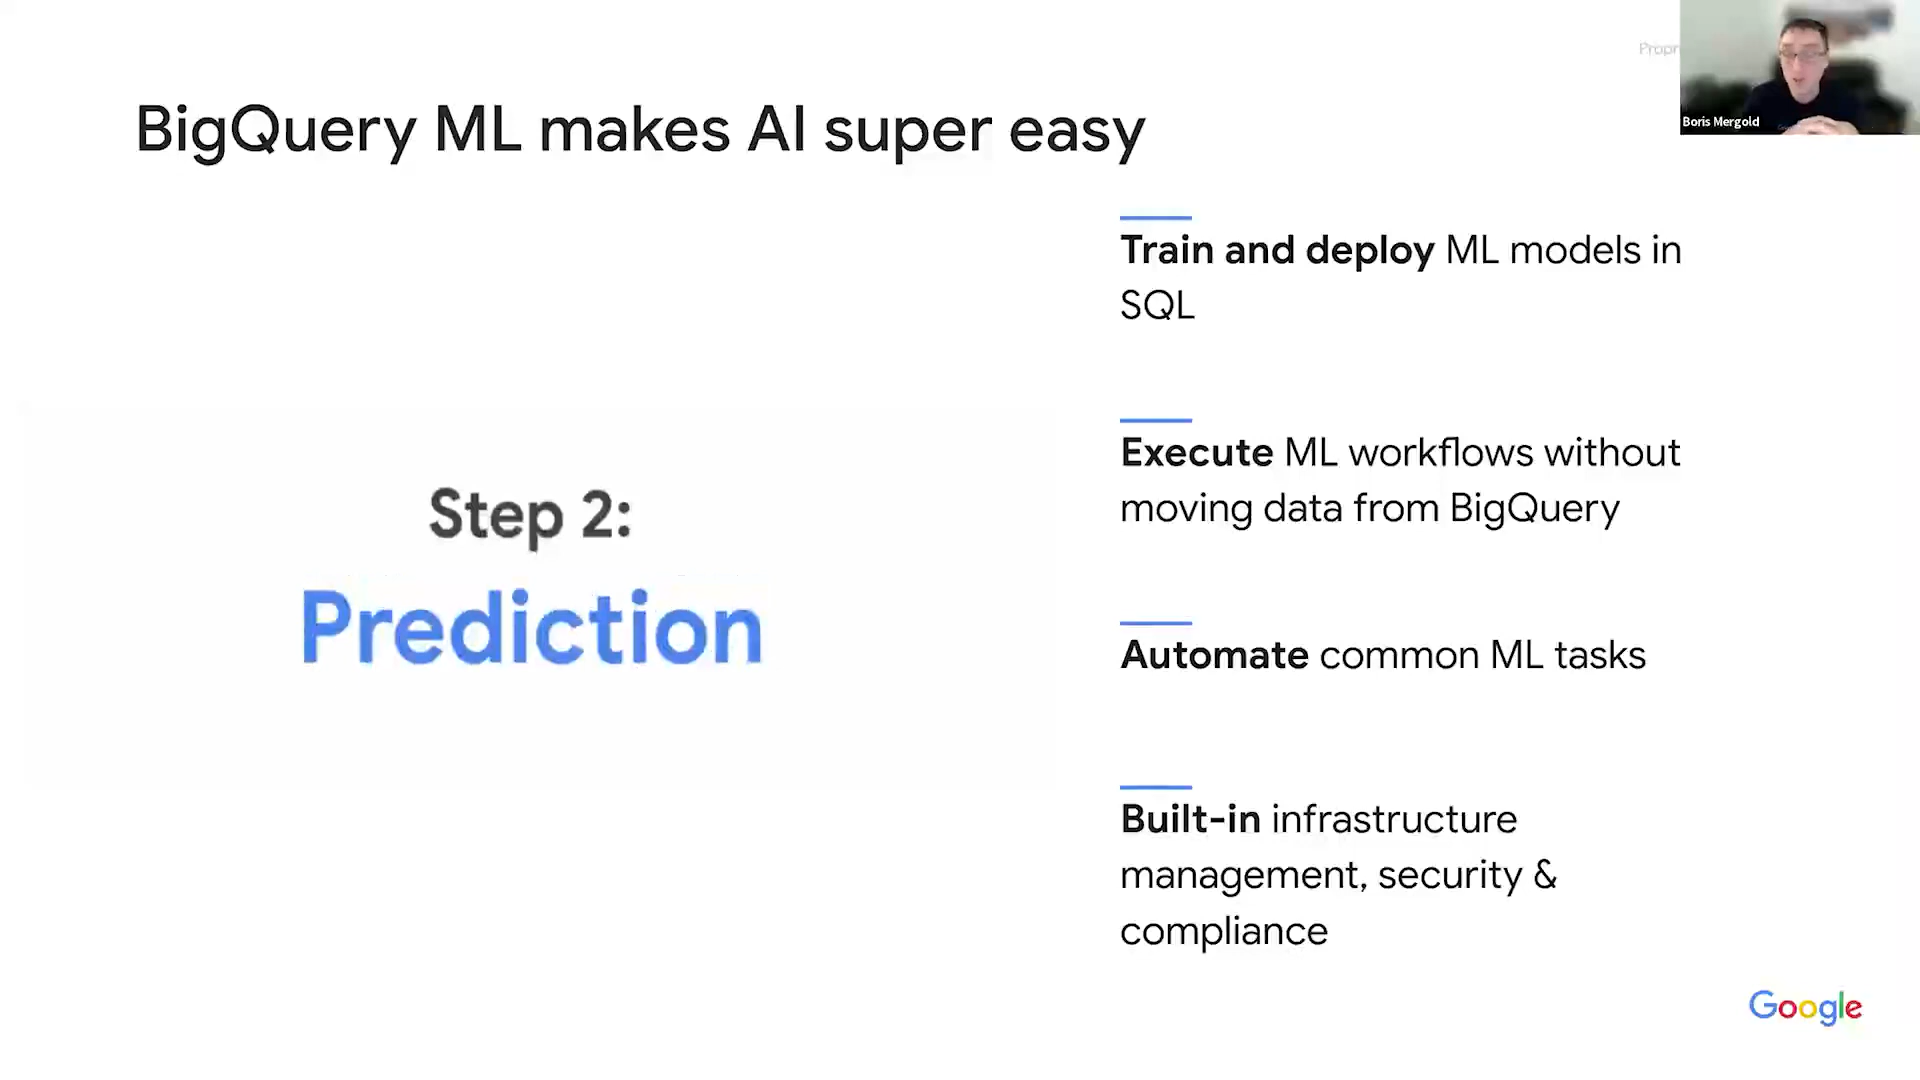 Propr
Boris Mergold
BigQuery ML makes AI super easy
Step 2:
Prediction
Train and deploy ML models in
SQL
Execute ML workflows without
moving data from BigQuery
Automate common ML tasks
Built-in infrastructure
management, security &
compliance
Google